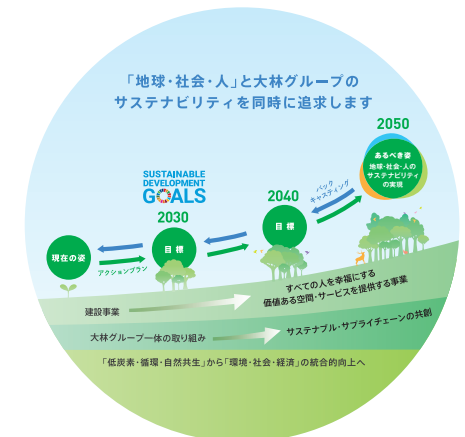 「地球・社会・人」と大林グループの
サステナビリティを同時に追求します
2050
あるべき姿
地球・社会・人の
サステナビリティ
の実現
SUSTAINABLE
DEVELOPMENT
GOALS
2030
目標
2040
目標
バック
キャスティング
現在の姿
アクションプラン
建設事業
すべての人を幸福にする
価値ある空間・サービスを提供する事業
大林グループ一体の取り組み
サステナブル・サプライチェーンの共創
「低炭素・循環・自然共生」から「環境・社会・経済」の統合的向上へ